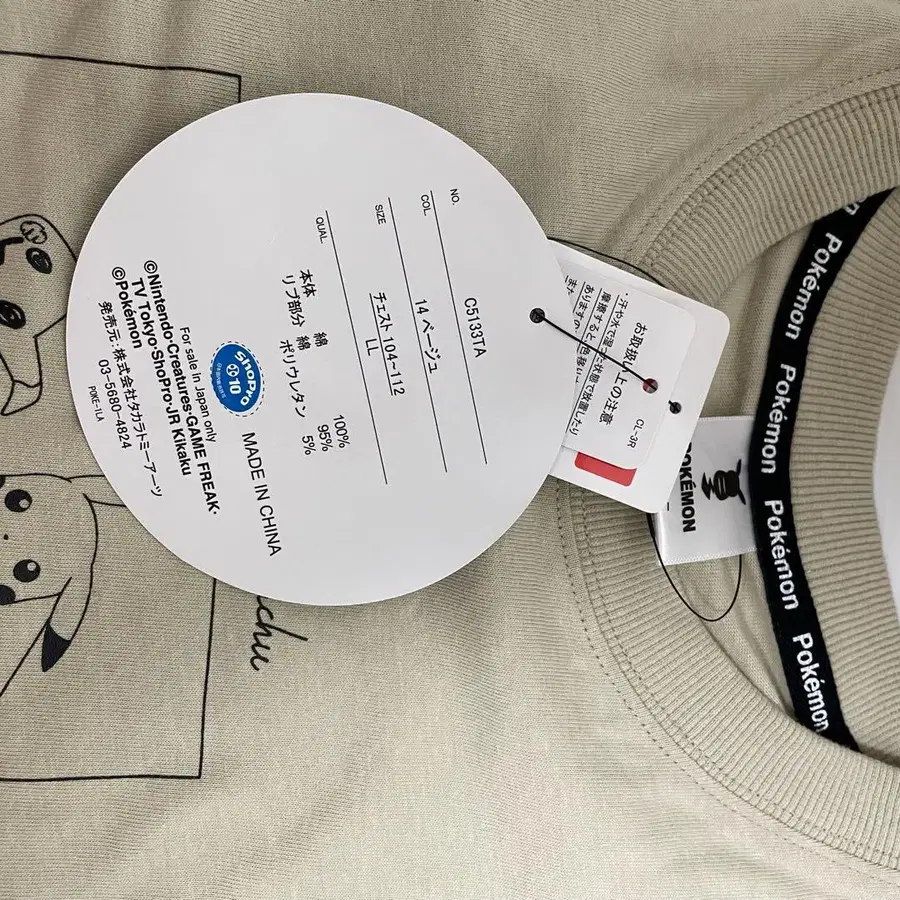 NO. C5133TA
COL 14 ベージュ
SIZE チェスト 104~112
LL
QUAL 本体 綿 100%
リブ部分 綿 95%
ポリウレタン 5%
MADE IN CHINA
ShoPro
10
For sale in Japan only
©Nintendo・Creatures・GAME FREAK・
TV Tokyo・ShoPro・JR Kikaku
©Pokémon
発売元:株式会社タカラトミーアーツ
03-5680-4824
POKE-1LA
CL-3R
お取扱い上の注意
Pokémon
Pokémon
Pokémon
Pokémon
POKÉMON
chu